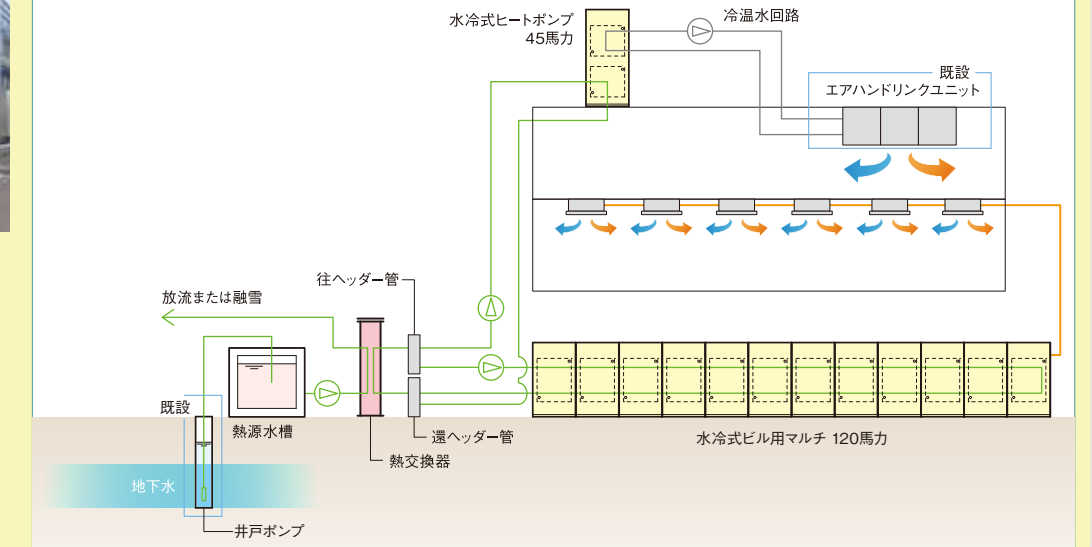 水冷式ヒートポンプ
45馬力
冷温水回路
既設
エアハンドリンクユニット
往ヘッダー管
放流または融雪
既設
熱源水槽
還ヘッダー管
熱交換器
水冷式ビル用マルチ 120馬力
地下水
井戸ポンプ